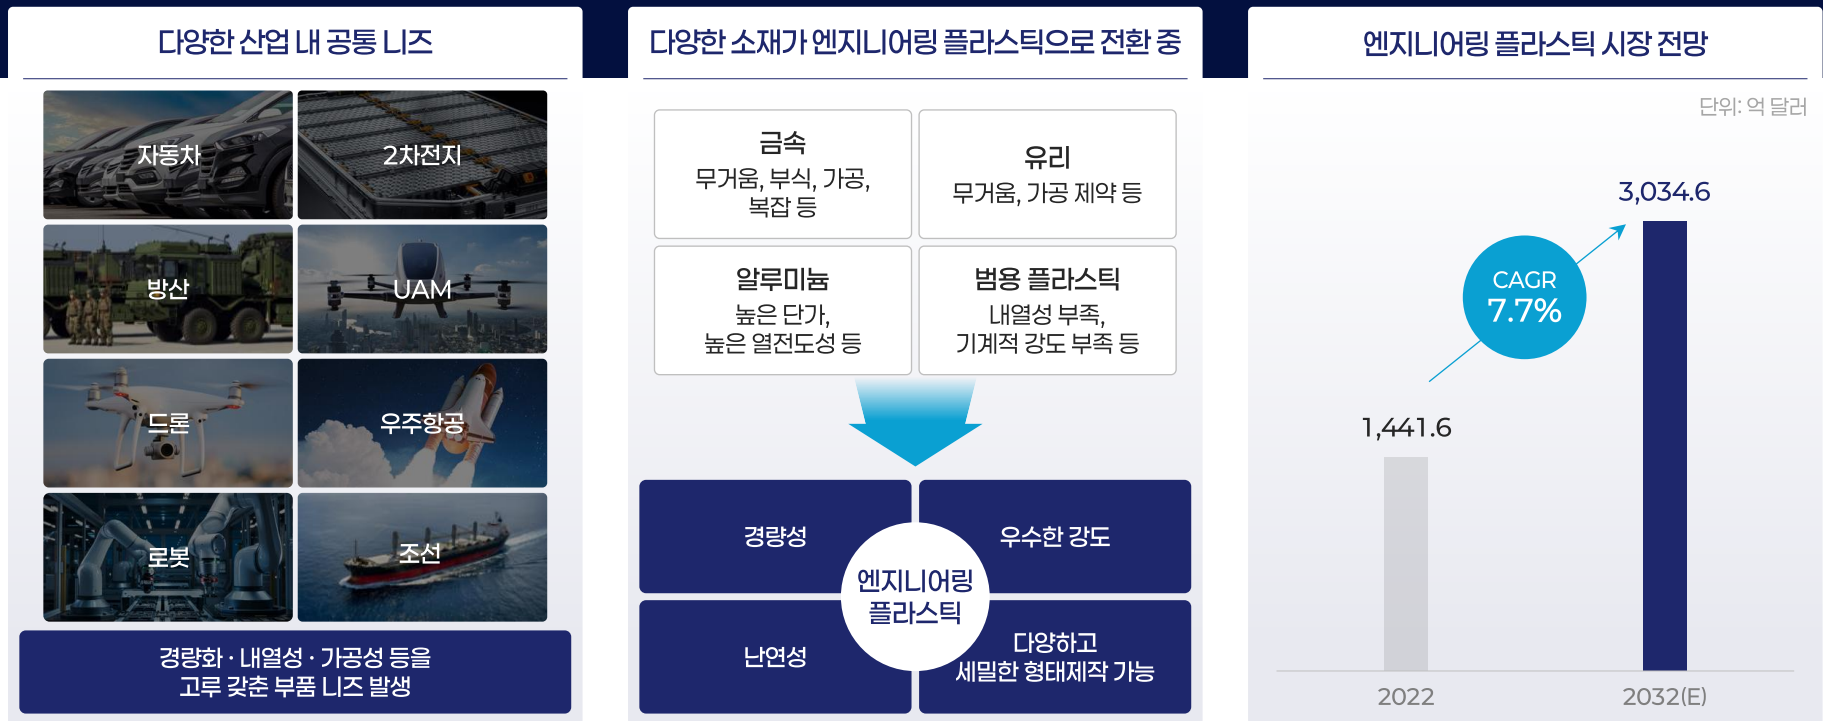 다양한 산업 내 공통 니즈
자동차
2차전지
방산
UAM
드론
우주항공
로봇
조선
경량화 · 내열성 · 가공성 등을
고루 갖춘 부품 니즈 발생
다양한 소재가 엔지니어링 플라스틱으로 전환 중
금속
무거움, 부식, 가공,
복잡 등
유리
무거움, 가공 제약 등
알루미늄
높은 단가,
높은 열전도성 등
범용 플라스틱
내열성 부족,
기계적 강도 부족 등
경량성
우수한 강도
엔지니어링
플라스틱
난연성
다양하고
세밀한 형태제작 가능
엔지니어링 플라스틱 시장 전망
단위: 억 달러
3,034.6
CAGR
7.7%
1,441.6
2022
2032(E)